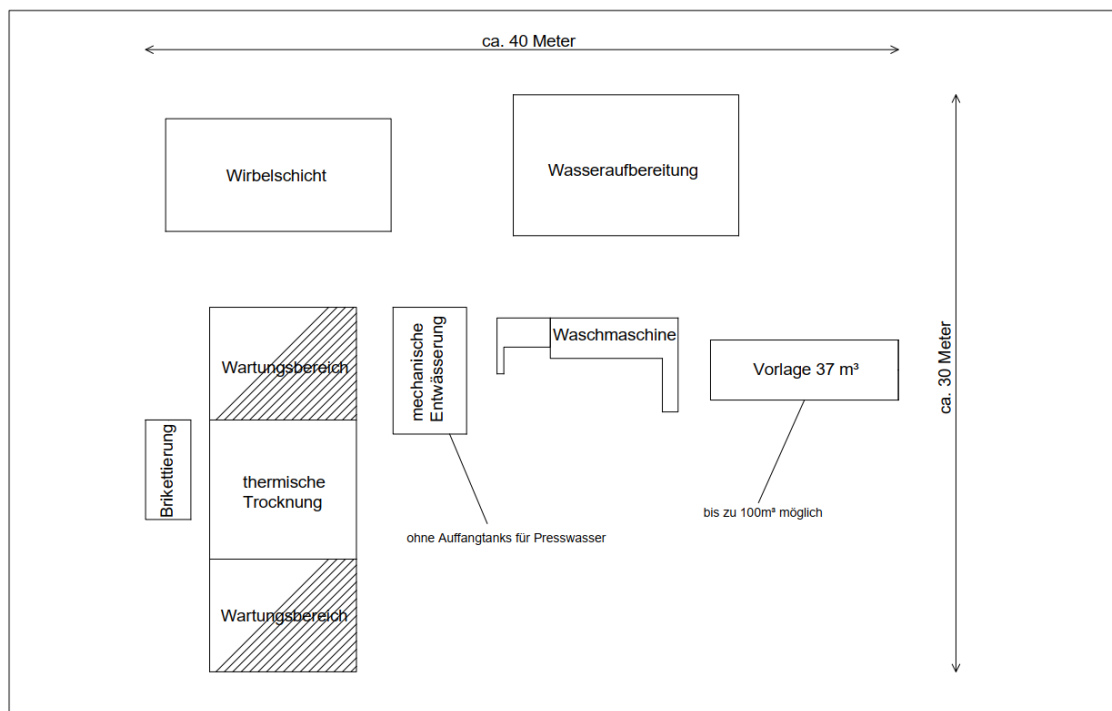 ca. 40 Meter
Wirbelschicht
Wasseraufbereitung
ca. 30 Meter
Wartungsbereich
mechanische
Entwässerung
Waschmaschine
Vorlage 37 m³
Brikettierung
thermische
Trocknung
bis zu 100m³ möglich
ohne Auffangtanks für Presswasser
Wartungsbereich